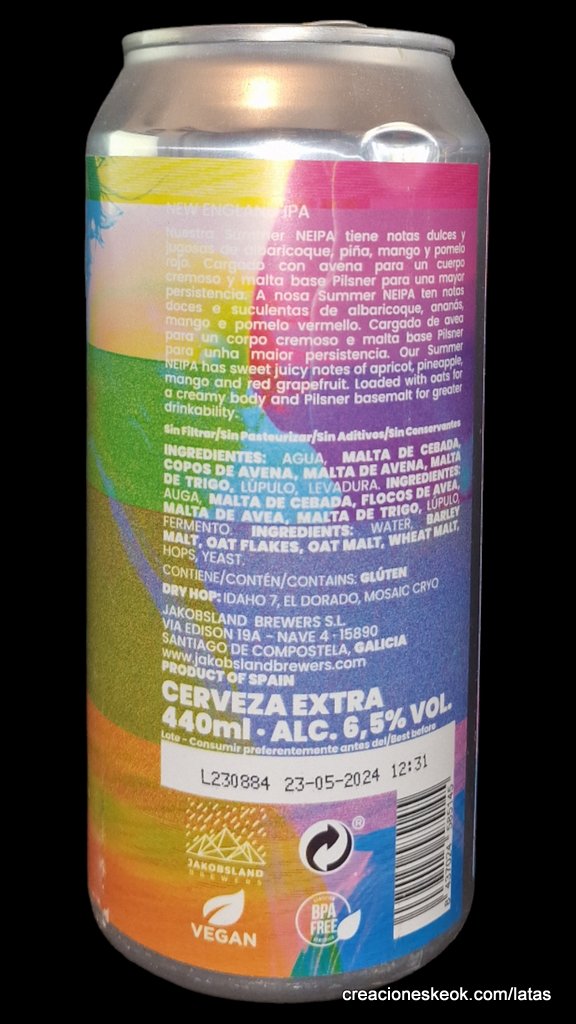 NEW ENGLAND IPA
Nuestra Summer NEIPA tiene notas dulces y
jugosas de albaricoque, piña, mango y pomelo
rojo. Cargado con avena para un cuerpo
cremoso y malta base Pilsner para una mayor
persistencia. A nosa Summer NEIPA ten notas
doces e suculentas de albaricoque, ananás,
mango e pomelo vermello. Cargado de avea
para un corpo cremoso e malta base Pilsner
para unha maior persistencia. Our Summer
NEIPA has sweet juicy notes of apricot, pineapple,
mango and red grapefruit. Loaded with oats for
a creamy body and Pilsner basemalt for greater
drinkability.
Sin Filtrar/Sin Pasteurizar/Sin Aditivos/Sin Conservantes
INGREDIENTES: AGUA, MALTA DE CEBADA,
COPOS DE AVENA, MALTA DE AVENA, MALTA
DE TRIGO, LÚPULO, LEVADURA. INGREDIENTES:
AUGA, MALTA DE CEBADA, FLOCOS DE AVEA,
MALTA DE AVEA, MALTA DE TRIGO, LÚPULO,
FERMENTO. INGREDIENTS: WATER, BARLEY
MALT, OAT FLAKES, OAT MALT, WHEAT MALT,
HOPS, YEAST.
CONTIENE/CONTÉN/CONTAINS: GLÚTEN
DRY HOP: IDAHO 7, EL DORADO, MOSAIC CRYO
JAKOBSLAND BREWERS S.L.
VIA EDISON 19A - NAVE 4 · 15890
SANTIAGO DE COMPOSTELA, GALICIA
www.jakobslandbrewers.com
PRODUCT OF SPAIN
CERVEZA EXTRA
440ml · ALC. 6,5% VOL.
Lote - Consumir preferentemente antes del/Best before
L230884 23-05-2024 12:31
JAKOBSLAND
BREWERS
®
VEGAN
BPA
FREE
creacioneskeok.com/latas